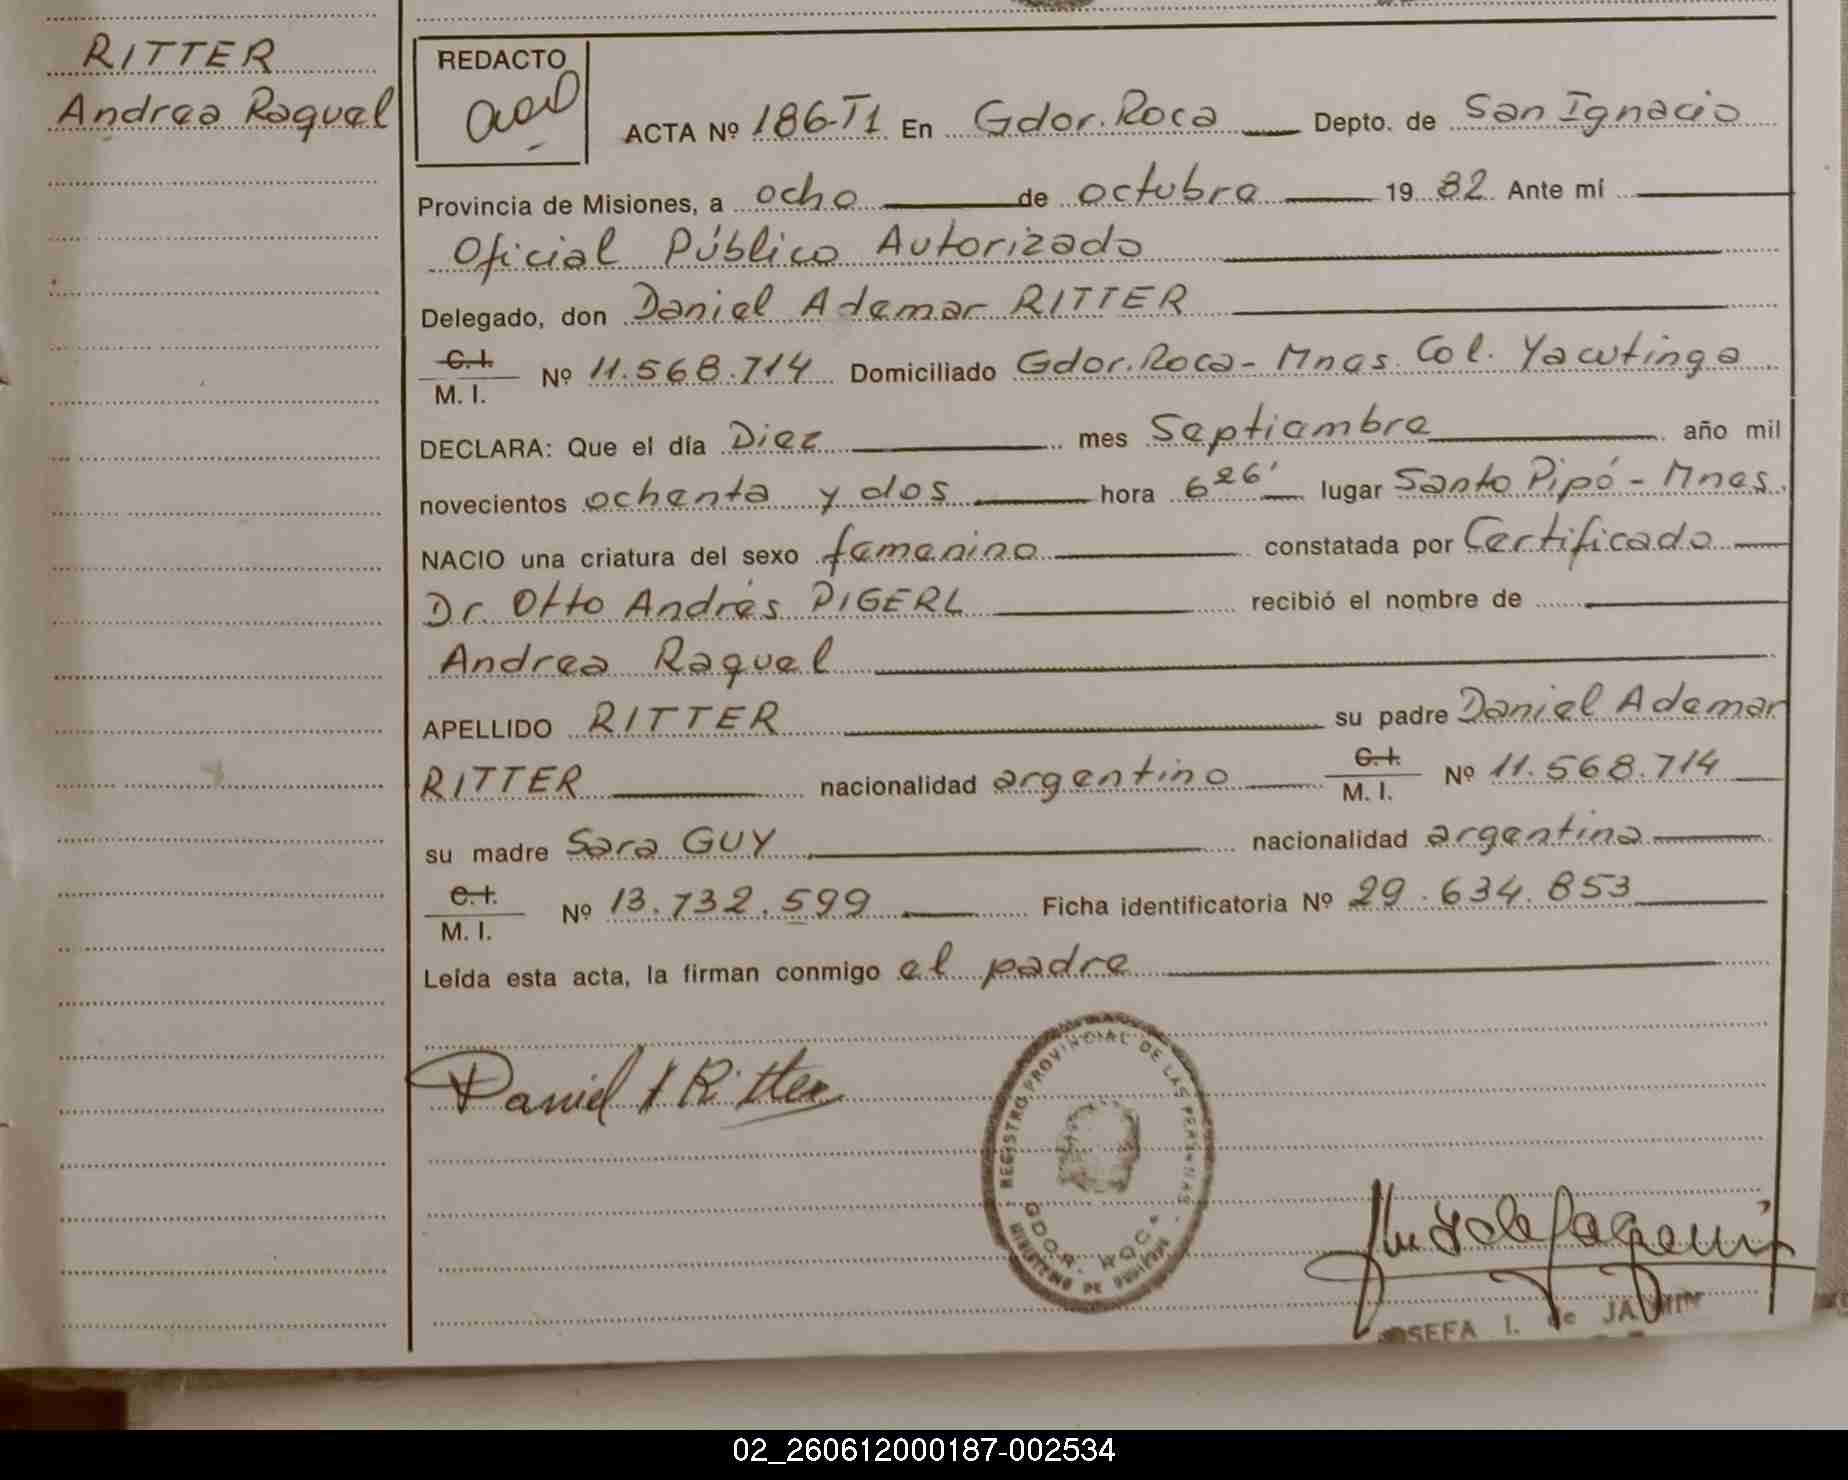 RITTER
Andrea Raquel
REDACTO
ACTA Nº 186-T1 En Gdor. Roca Depto. de San Ignacio
Provincia de Misiones, a ocho de octubre 19 82 Ante mí
Oficial Público Autorizado
Delegado, don Daniel Ademar RITTER
C.I.
M. I. Nº 11.568.714 Domiciliado Gdor. Roca - Mnes. Col. Yacutinga
DECLARA: Que el día Diez mes Septiembre año mil
novecientos ochenta y dos hora 6 26' lugar Santo Pipó - Mnes.
NACIO una criatura del sexo femenino constatada por Certificado
Dr. Otto Andrés PIGERL recibió el nombre de
Andrea Raquel
APELLIDO RITTER su padre Daniel Ademar
RITTER nacionalidad argentino C.I. M. I. Nº 11.568.714
su madre Sara GUY nacionalidad argentina
C.I.
M. I. Nº 13.732.599 Ficha identificatoria Nº 29.634.853
Leída esta acta, la firman conmigo el padre
Daniel A Ritter
REGISTRO PROVINCIAL DE LAS PERSONAS
GDOR. ROCA
JOSEFA I. de
02_260612000187-002534